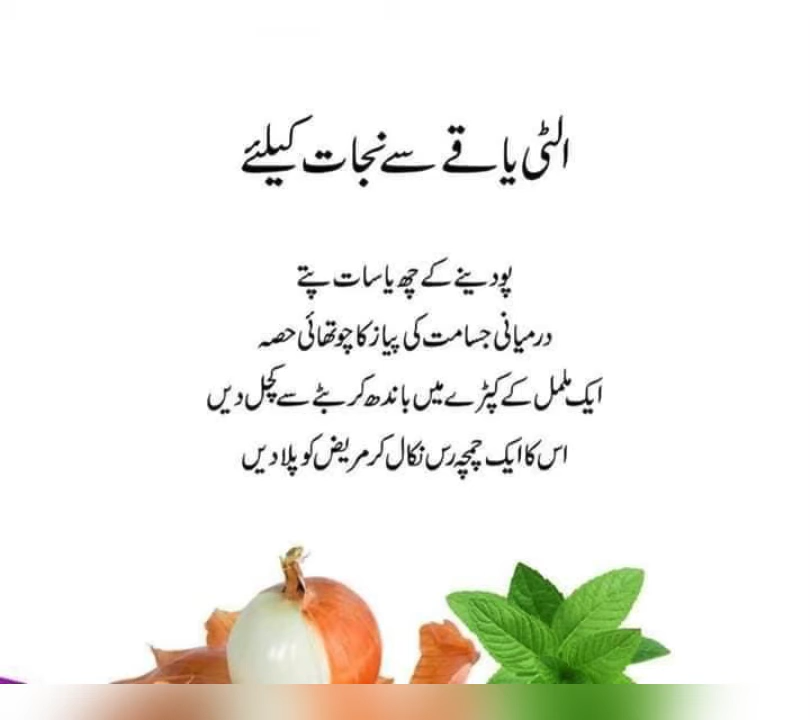 الٹی یا قے سے نجات کیلئے
پودینے کے چھ یا سات پتے
درمیانی جسامت کی پیاز کا چوتھائی حصہ
ایک ململ کے کپڑے میں باندھ کر بٹے سے کچل دیں
اس کا ایک چمچہ رس نکال کر مریض کو پلا دیں